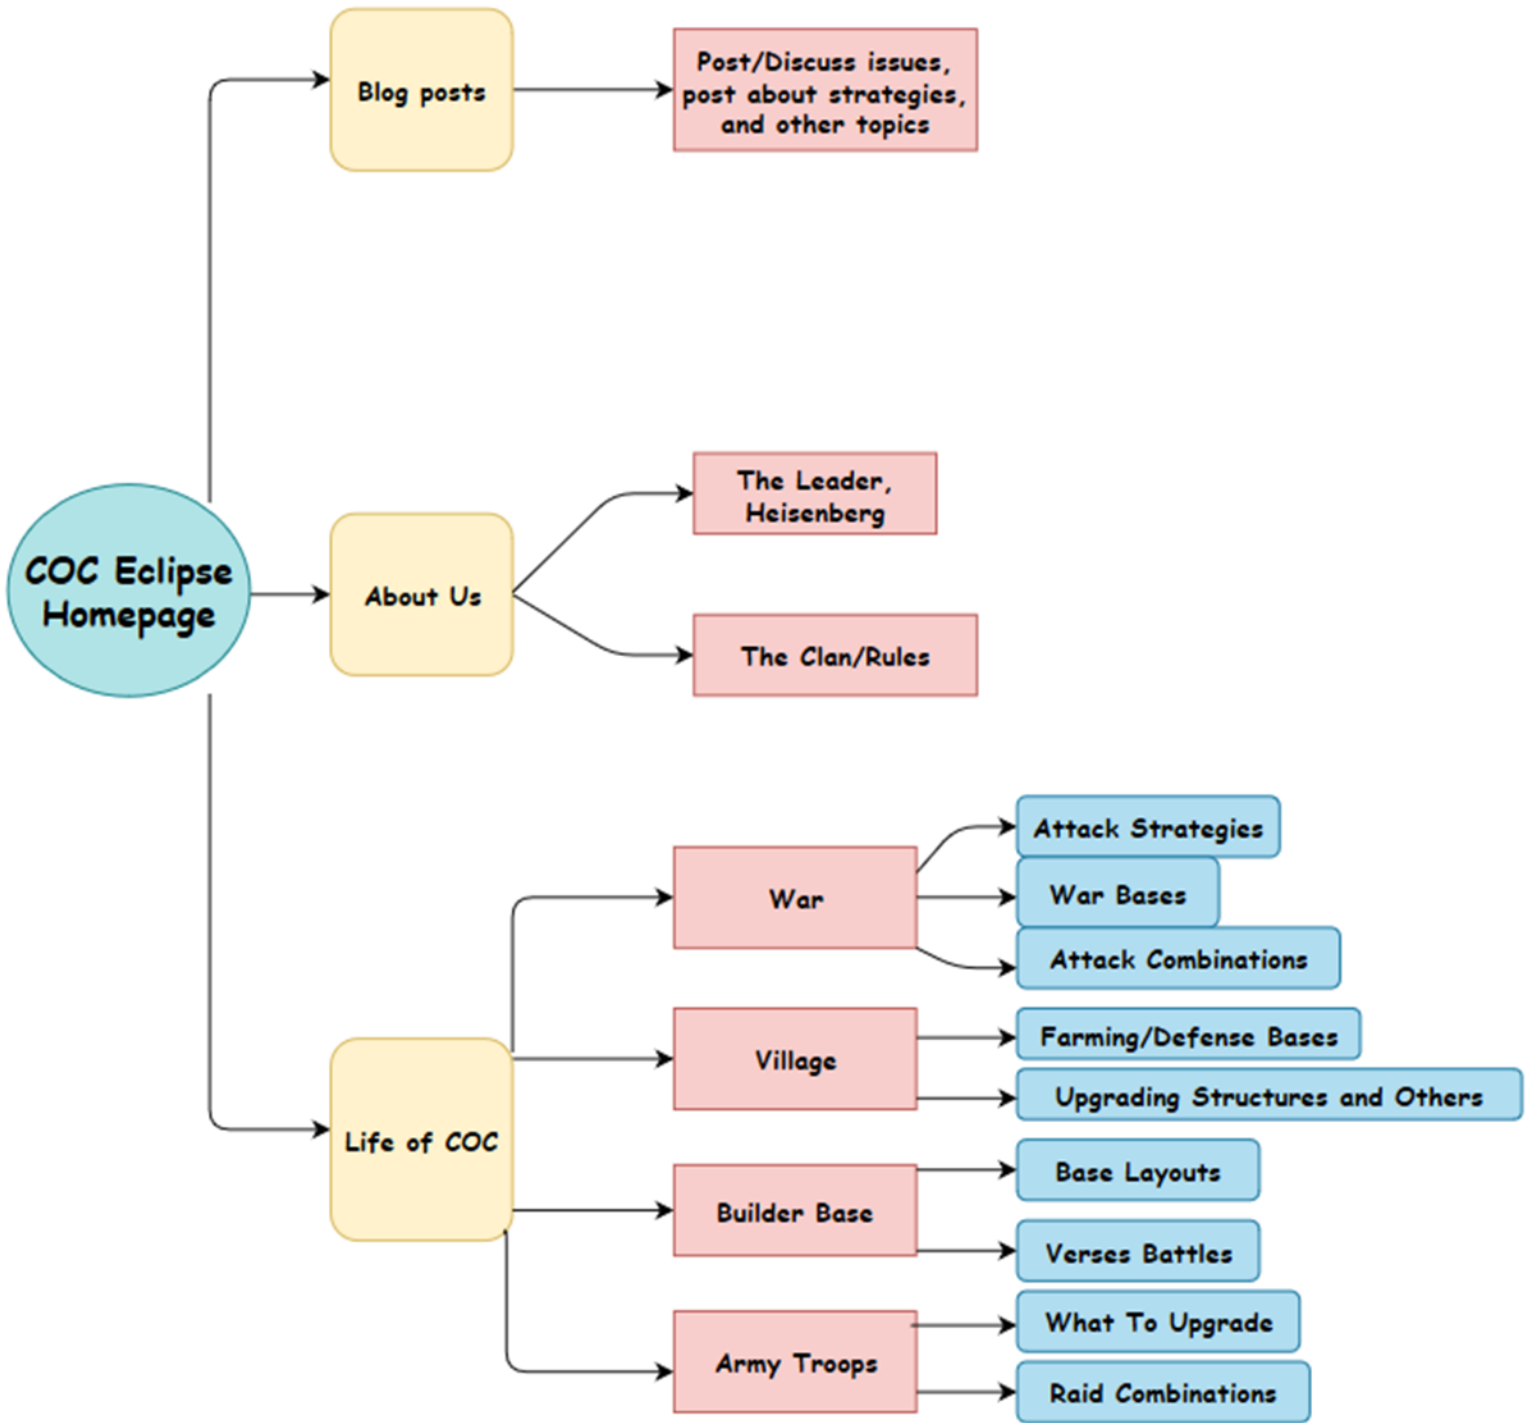 Blog posts
Post/Discuss issues,
post about strategies,
and other topics
COC Eclipse
Homepage
About Us
The Leader,
Heisenberg
The Clan/Rules
Life of COC
War
Attack Strategies
War Bases
Attack Combinations
Village
Farming/Defense Bases
Upgrading Structures and Others
Builder Base
Base Layouts
Verses Battles
Army Troops
What To Upgrade
Raid Combinations